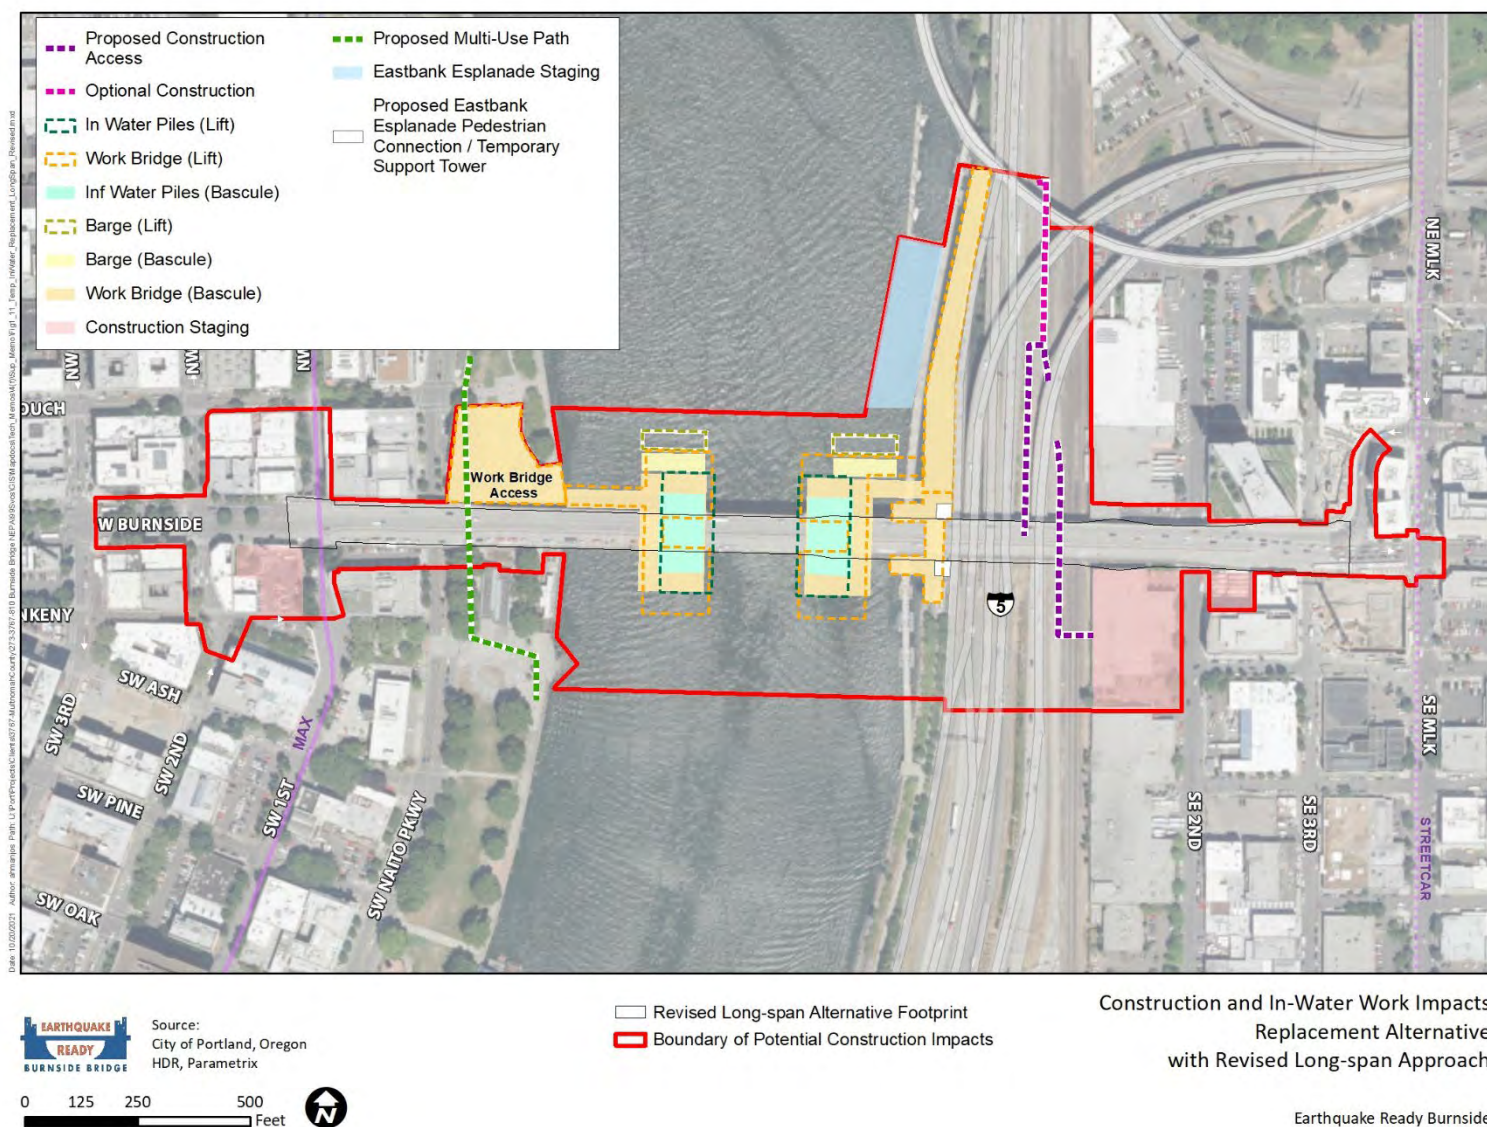 Proposed Construction
Access
Optional Construction
In Water Piles (Lift)
Work Bridge (Lift)
Inf Water Piles (Bascule)
Barge (Lift)
Barge (Bascule)
Work Bridge (Bascule)
Construction Staging
Proposed Multi-Use Path
Eastbank Esplanade Staging
Proposed Eastbank
Esplanade Pedestrian
Connection / Temporary
Support Tower
NW
NW
NW
OUCH
W BURNSIDE
NKENY
SW ASH
SW 3RD
SW 2ND
SW PINE
SW OAK
SW 1ST
MAX
SW NAITO PKWY
Work Bridge
Access
5
NE MLK
SE MLK
SE 2ND
SE 3RD
STREETCAR
Date: 10/20/2021
EARTHQUAKE
READY
BURNSIDE BRIDGE
Source:
City of Portland, Oregon
HDR, Parametrix
0 125 250 500
Feet
N
Revised Long-span Alternative Footprint
Boundary of Potential Construction Impacts
Construction and In-Water Work Impacts
Replacement Alternative
with Revised Long-span Approach
Earthquake Ready Burnside